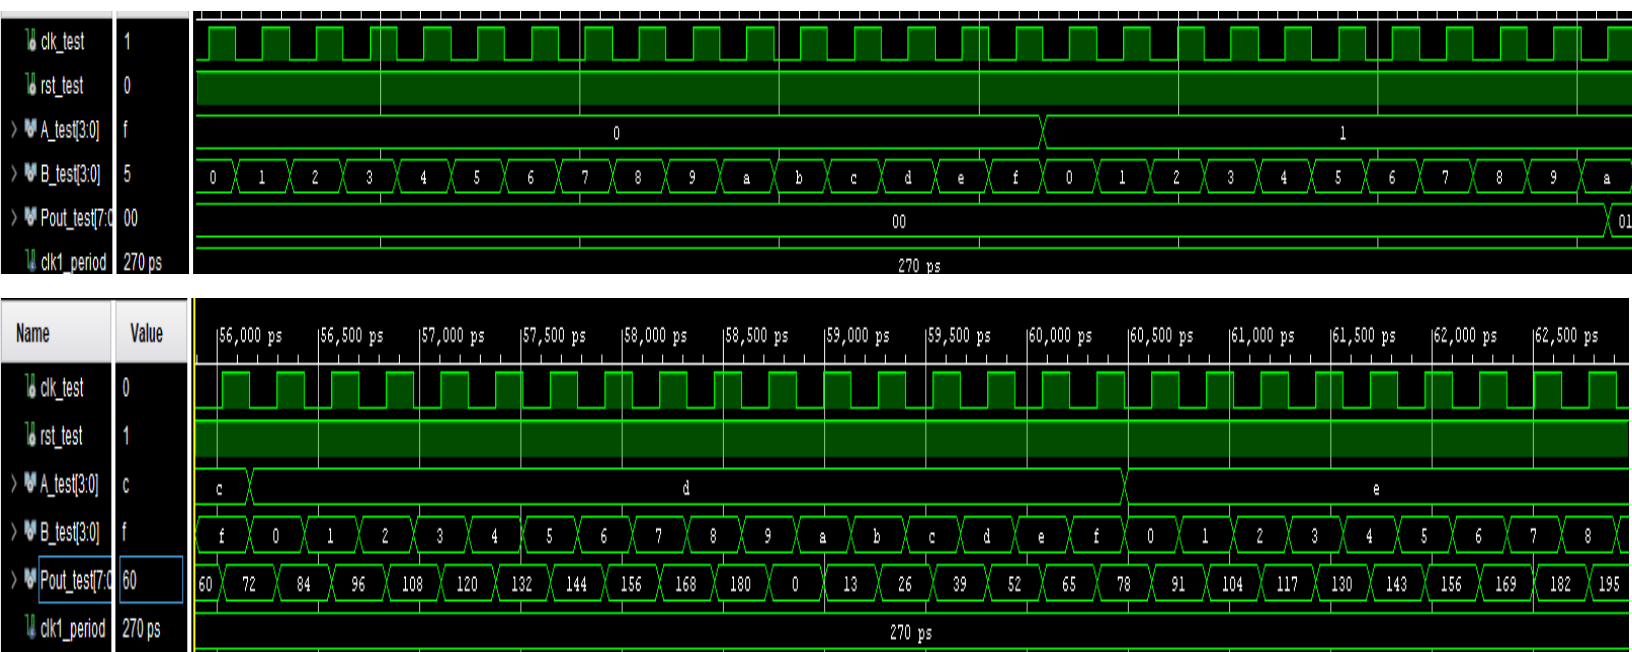 clk_test 1
rst_test 0
A_test[3:0] f 0 1
B_test[3:0] 5 0 1 2 3 4 5 6 7 8 9 a b c d e f 0 1 2 3 4 5 6 7 8 9 a
Pout_test[7:0 00 00 01
clk1_period 270 ps 270 ps
Name Value 56,000 ps 56,500 ps 57,000 ps 57,500 ps 58,000 ps 58,500 ps 59,000 ps 59,500 ps 60,000 ps 60,500 ps 61,000 ps 61,500 ps 62,000 ps 62,500 ps
clk_test 0
rst_test 1
A_test[3:0] c c d e
B_test[3:0] f f 0 1 2 3 4 5 6 7 8 9 a b c d e f 0 1 2 3 4 5 6 7 8
Pout_test[7:0 60 60 72 84 96 108 120 132 144 156 168 180 0 13 26 39 52 65 78 91 104 117 130 143 156 169 182 195
clk1_period 270 ps 270 ps